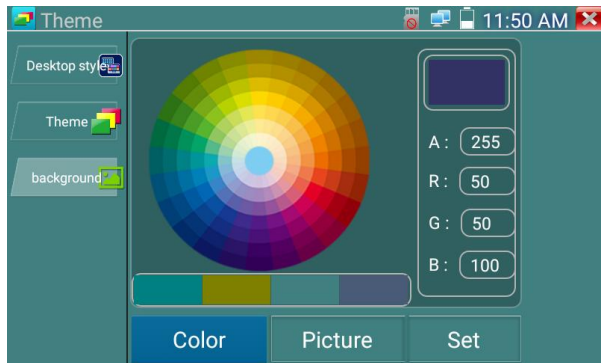 Theme
11:50 AM
Desktop style
Theme
background
A : 255
R : 50
G : 50
B : 100
Color
Picture
Set